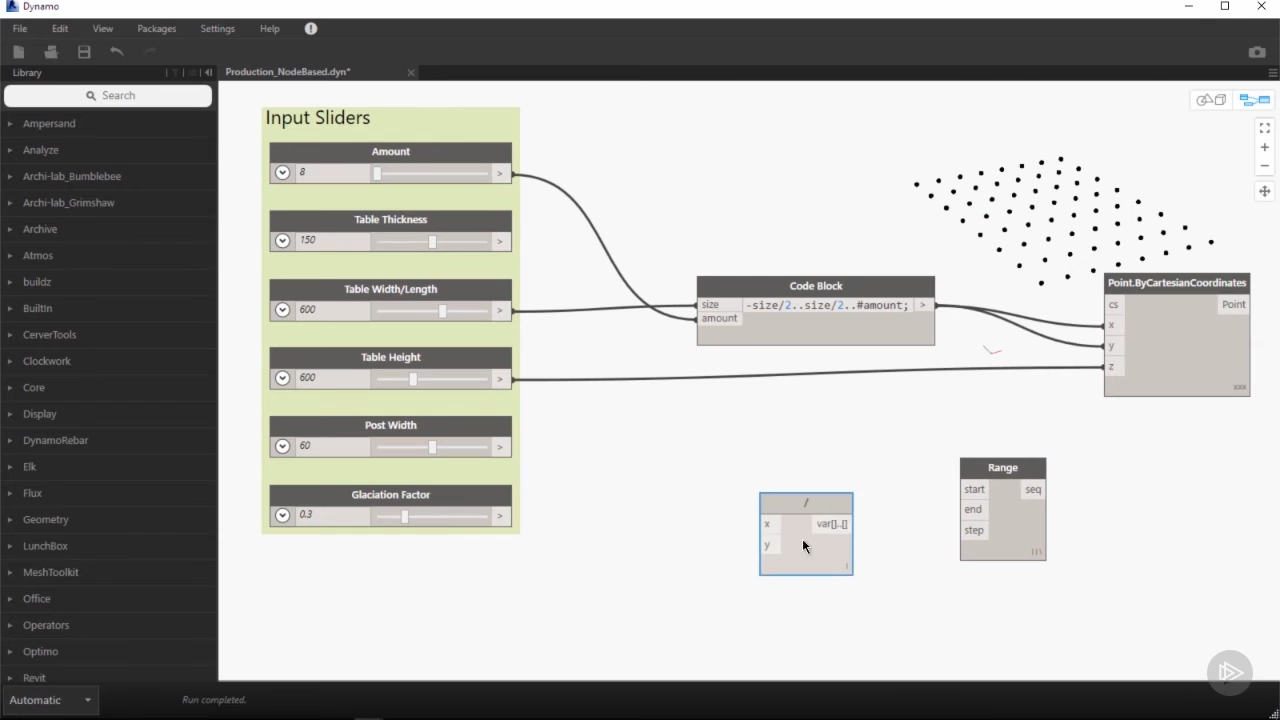 Dynamo
File Edit View Packages Settings Help !
Library
Production_NodeBased.dyn*
Search
Ampersand
Analyze
Archi-lab_Bumblebee
Archi-lab_Grimshaw
Archive
Atmos
buildz
BuiltIn
CerverTools
Clockwork
Core
Display
DynamoRebar
Elk
Flux
Geometry
LunchBox
MeshToolkit
Office
Operators
Optimo
Revit
Input Sliders
Amount
8 >
Table Thickness
150 >
Table Width/Length
600 >
Table Height
600 >
Post Width
60 >
Glaciation Factor
0.3 >
Code Block
size -size/2..size/2..#amount; >
amount
Point.ByCartesianCoordinates
cs Point
x
y
z
xxx
/
x var[]..[]
y
|
Range
start seq
end
step
|||
Automatic
Run completed.